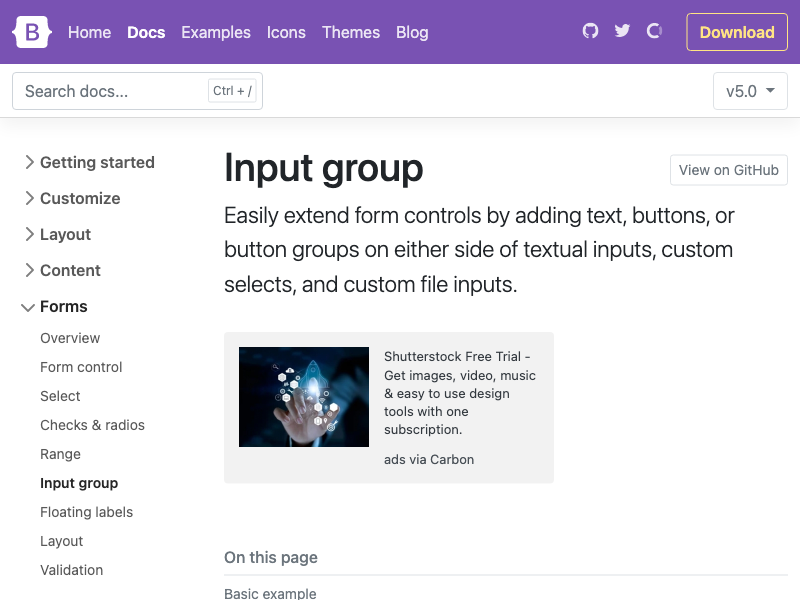 B
Home Docs Examples Icons Themes Blog Download
Search docs... Ctrl + / v5.0
Getting started
Customize
Layout
Content
Forms
Overview
Form control
Select
Checks & radios
Range
Input group
Floating labels
Layout
Validation
Input group
View on GitHub
Easily extend form controls by adding text, buttons, or
button groups on either side of textual inputs, custom
selects, and custom file inputs.
Shutterstock Free Trial -
Get images, video, music
& easy to use design
tools with one
subscription.
ads via Carbon
On this page
Basic example